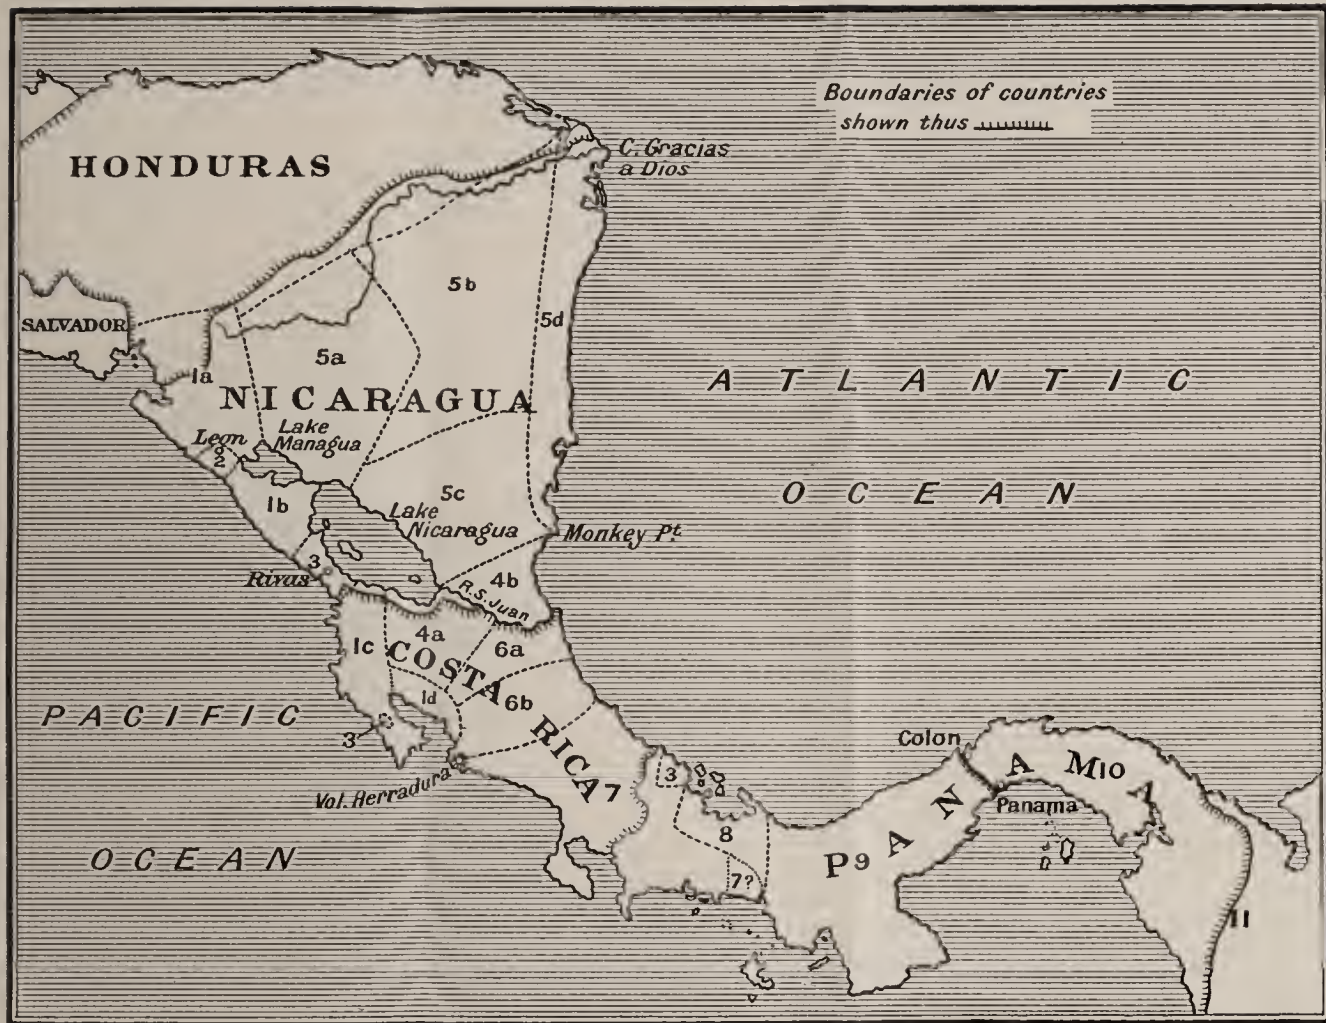 Boundaries of countries
shown thus
C. Gracias
a Dios
HONDURAS
SALVADOR
5b
5d
5a
1a
NICARAGUA
ATLANTIC
OCEAN
Leon
2
Lake
Managua
1b
5c
Lake
Nicaragua
Monkey Pt.
3
Rivas
4b
R.S. Juan
4a
1c
6a
COSTA RICA
1d
6b
PACIFIC
OCEAN
3
Vol. Herradura
7
3
8
7?
Colon
Panama
PANAMA
9
10
11